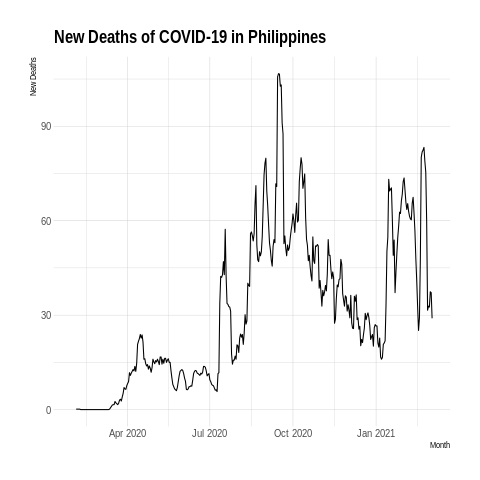 New Deaths of COVID-19 in Philippines
New Deaths
90
60
30
0
Apr 2020 Jul 2020 Oct 2020 Jan 2021
Month